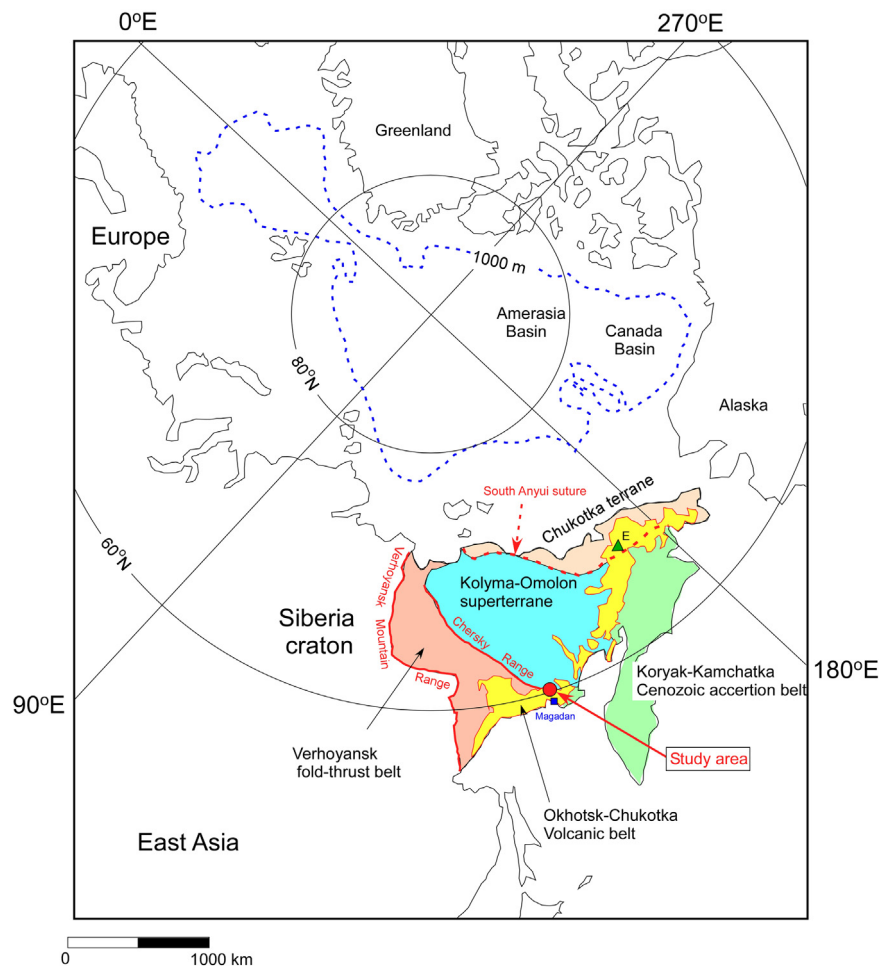 0°E
270°E
Greenland
Europe
1000 m
Amerasia
Basin
Canada
Basin
80°N
Alaska
South Anyui suture
Chukotka terrane
60°N
E
Verhoyansk
Mountain
Range
Kolyma-Omolon
superterrane
Siberia
craton
Chersky
Range
180°E
Koryak-Kamchatka
Cenozoic accertion belt
90°E
Magadan
Verhoyansk
fold-thrust belt
Study area
Okhotsk-Chukotka
Volcanic belt
East Asia
0
1000 km